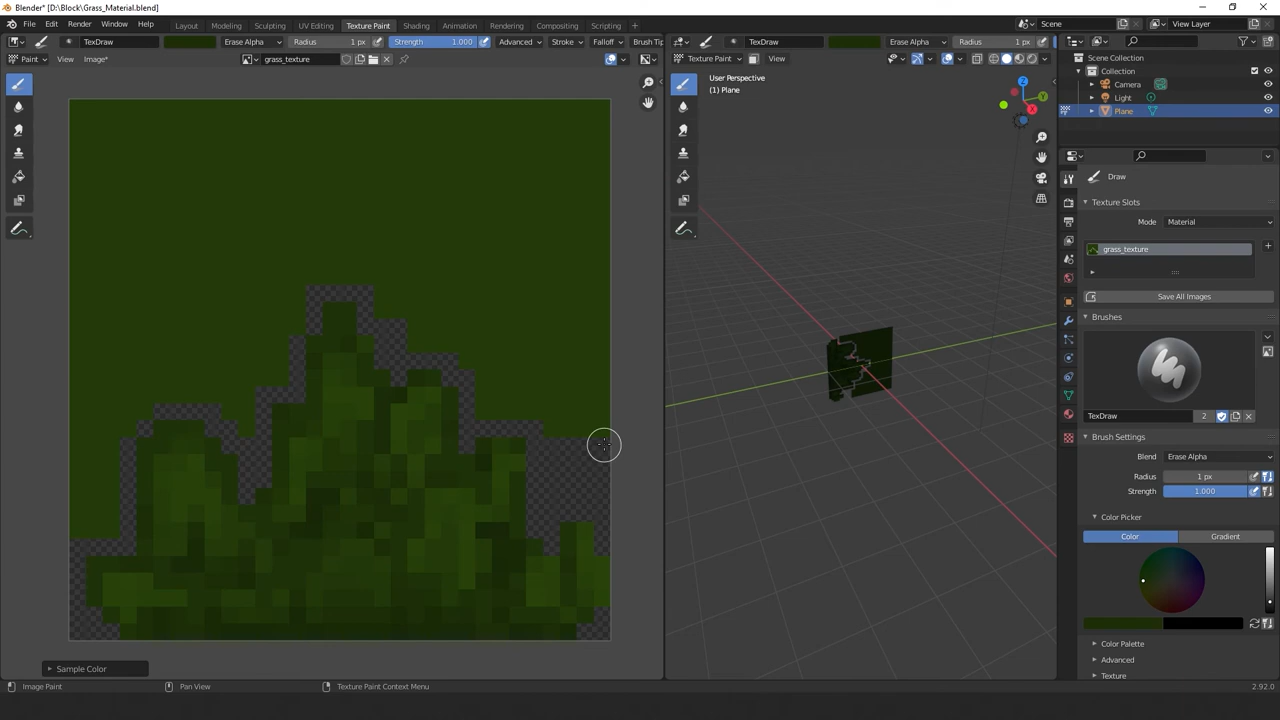 Blender* [D:\Block\Grass_Material.blend]
File Edit Render Window Help Layout Modeling Sculpting UV Editing Texture Paint Shading Animation Rendering Compositing Scripting + Scene View Layer
TexDraw Erase Alpha Radius 1 px Strength 1.000 Advanced Stroke Falloff Brush Tip
TexDraw Erase Alpha Radius 1 px
Paint View Image* grass_texture
Texture Paint View
Scene Collection
Collection
Camera
Light
Plane
User Perspective
(1) Plane
Z
Y
X
Draw
Texture Slots
Mode Material
grass_texture
Save All Images
Brushes
TexDraw 2
Brush Settings
Blend Erase Alpha
Radius 1 px
Strength 1.000
Color Picker
Color Gradient
Color Palette
Advanced
Texture
Sample Color
Image Paint Pan View Texture Paint Context Menu 2.92.0